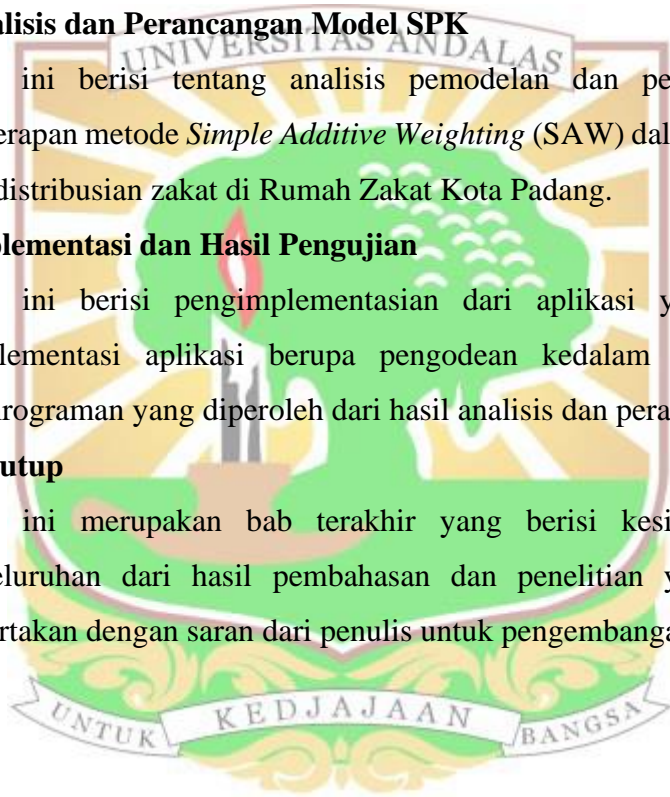 alisis dan Perancangan Model SPK
UNIVERSITAS ANDALAS
ini berisi tentang analisis pemodelan dan pe
erapan metode Simple Additive Weighting (SAW) dal
distribusian zakat di Rumah Zakat Kota Padang.
plementasi dan Hasil Pengujian
ini berisi pengimplementasian dari aplikasi y
lementasi aplikasi berupa pengodean kedalam
rograman yang diperoleh dari hasil analisis dan pera
utup
ini merupakan bab terakhir yang berisi kesi
eluruhan dari hasil pembahasan dan penelitian y
ertakan dengan saran dari penulis untuk pengembanga
UNTUK KEDJAJAAN BANGSA